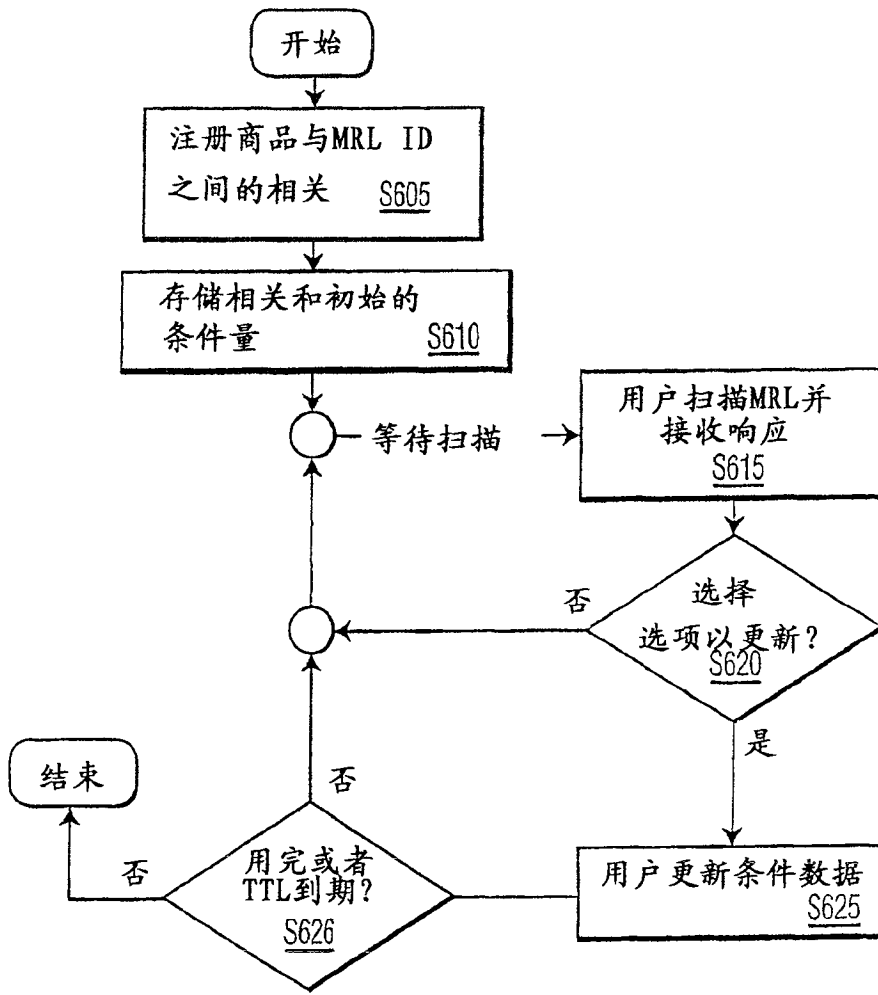 开始
注册商品与MRL ID
之间的相关 S605
存储相关和初始的
条件量 S610
等待扫描
用户扫描MRL并
接收响应
S615
选择
选项以更新?
S620
否
是
用户更新条件数据
S625
用完或者
TTL到期?
S626
否
否
结束